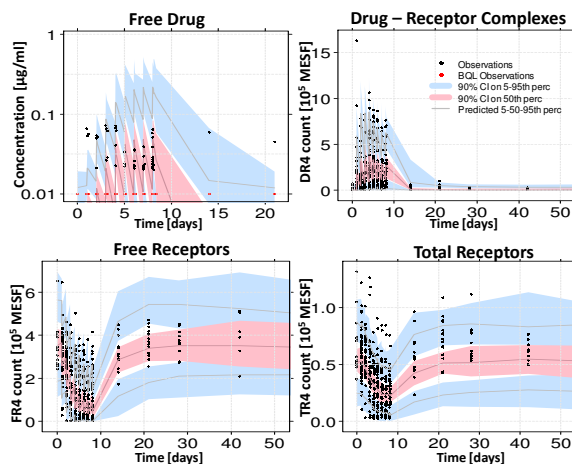 Free Drug
Concentration [µg/ml]
1
0.1
0.01
0 5 10 15 20
Time [days]
Drug – Receptor Complexes
DR4 count [10⁵ MESF]
15
10
5
0
Observations
BQL Observations
90% CI on 5-95th perc
90% CI on 50th perc
Predicted 5-50-95th perc
0 10 20 30 40 50
Time [days]
Free Receptors
FR4 count [10⁵ MESF]
6
4
2
0
0 10 20 30 40 50
Time [days]
Total Receptors
TR4 count [10⁵ MESF]
1.0
0.5
0.0
0 10 20 30 40 50
Time [days]